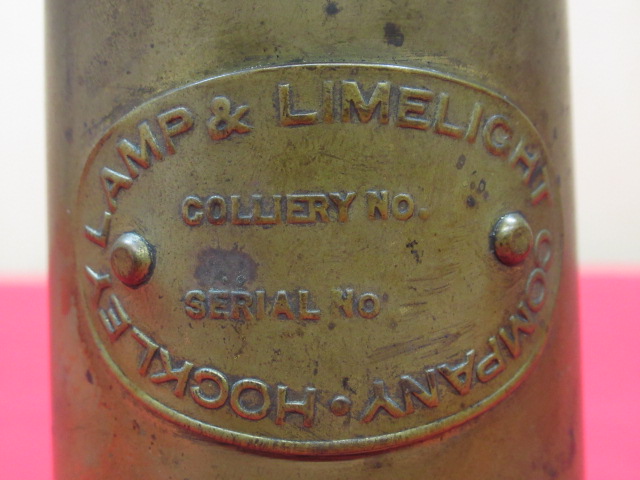 HOCKLEY LAMP & LIMELIGHT COMPANY ·
COLLIERY NO.
SERIAL NO